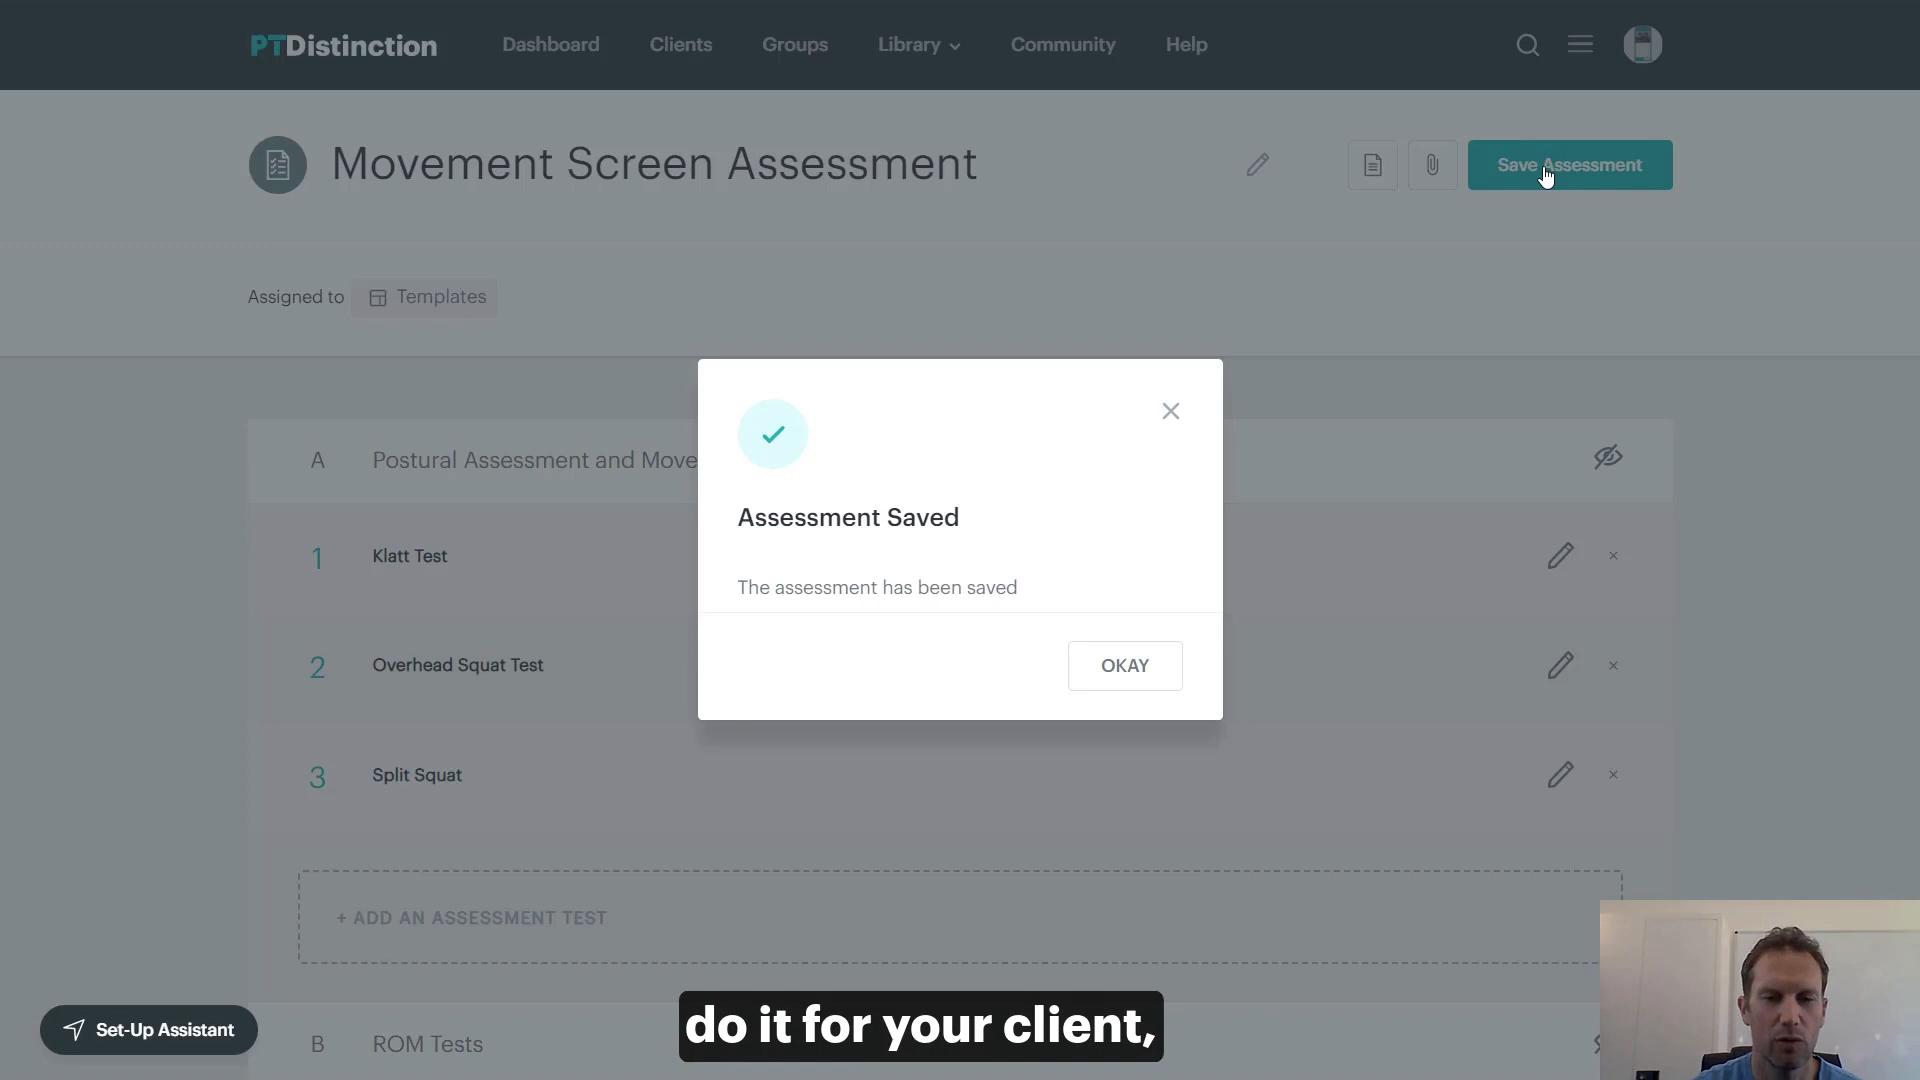 PTDistinction
Dashboard
Clients
Groups
Library
Community
Help
Movement Screen Assessment
Save Assessment
Assigned to
Templates
A
Postural Assessment and Move
1
Klatt Test
2
Overhead Squat Test
3
Split Squat
+ ADD AN ASSESSMENT TEST
Assessment Saved
The assessment has been saved
OKAY
Set-Up Assistant
B
ROM Tests
do it for your client,